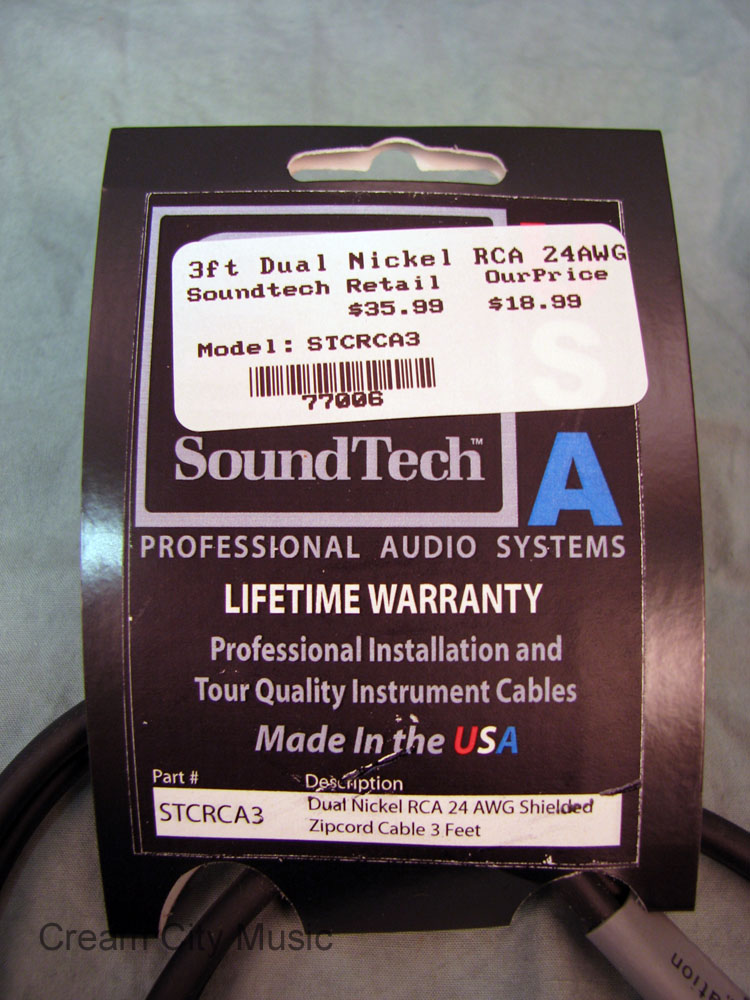 3ft Dual Nickel RCA 24AWG
Soundtech Retail OurPrice
$35.99 $18.99
Model: STCRCA3
77006
S
A
SoundTech™
PROFESSIONAL AUDIO SYSTEMS
LIFETIME WARRANTY
Professional Installation and
Tour Quality Instrument Cables
Made In the USA
Part # Description
STCRCA3 Dual Nickel RCA 24 AWG Shielded
Zipcord Cable 3 Feet
Cream City Music